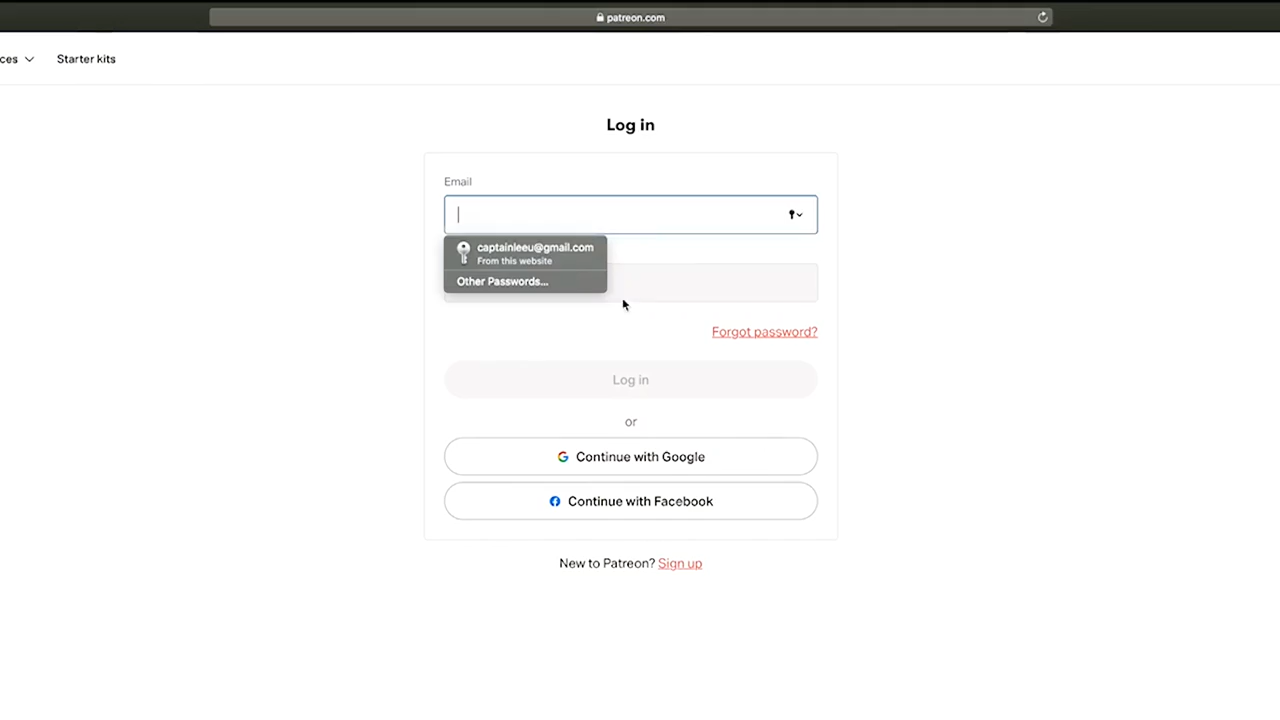 patreon.com
ces
Starter kits
Log in
Email
captainleeu@gmail.com
From this website
Other Passwords...
Forgot password?
Log in
or
Continue with Google
Continue with Facebook
New to Patreon? Sign up